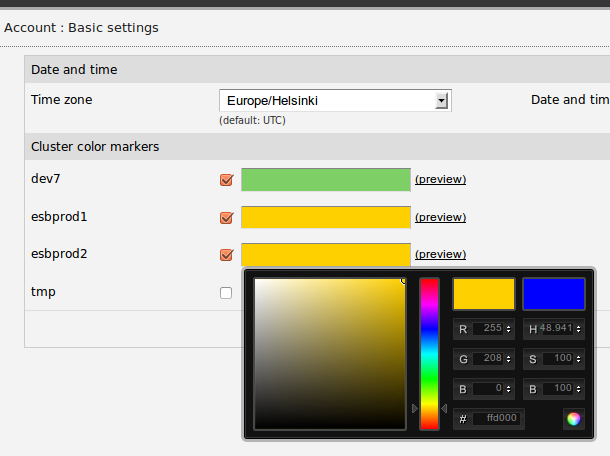 Account : Basic settings
Date and time
Time zone Europe/Helsinki Date and tim
(default: UTC)
Cluster color markers
dev7 (preview)
esbprod1 (preview)
esbprod2 (preview)
tmp
R 255 H 48.941
G 208 S 100
B 0 B 100
# ffd000